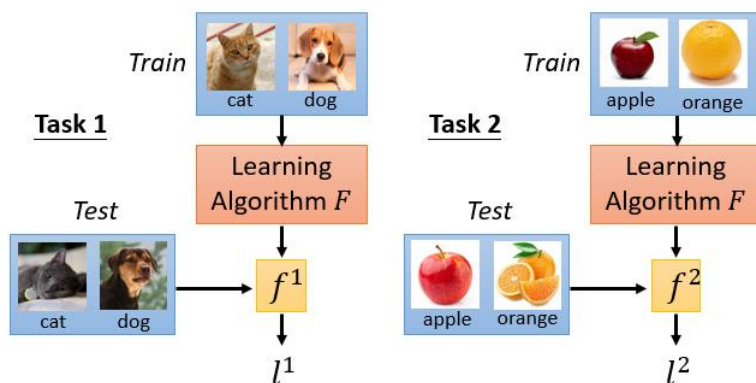 Train
cat dog
Task 1
Learning
Algorithm F
Test
cat dog
f¹
l¹
Train
apple orange
Task 2
Learning
Algorithm F
Test
apple orange
f²
l²